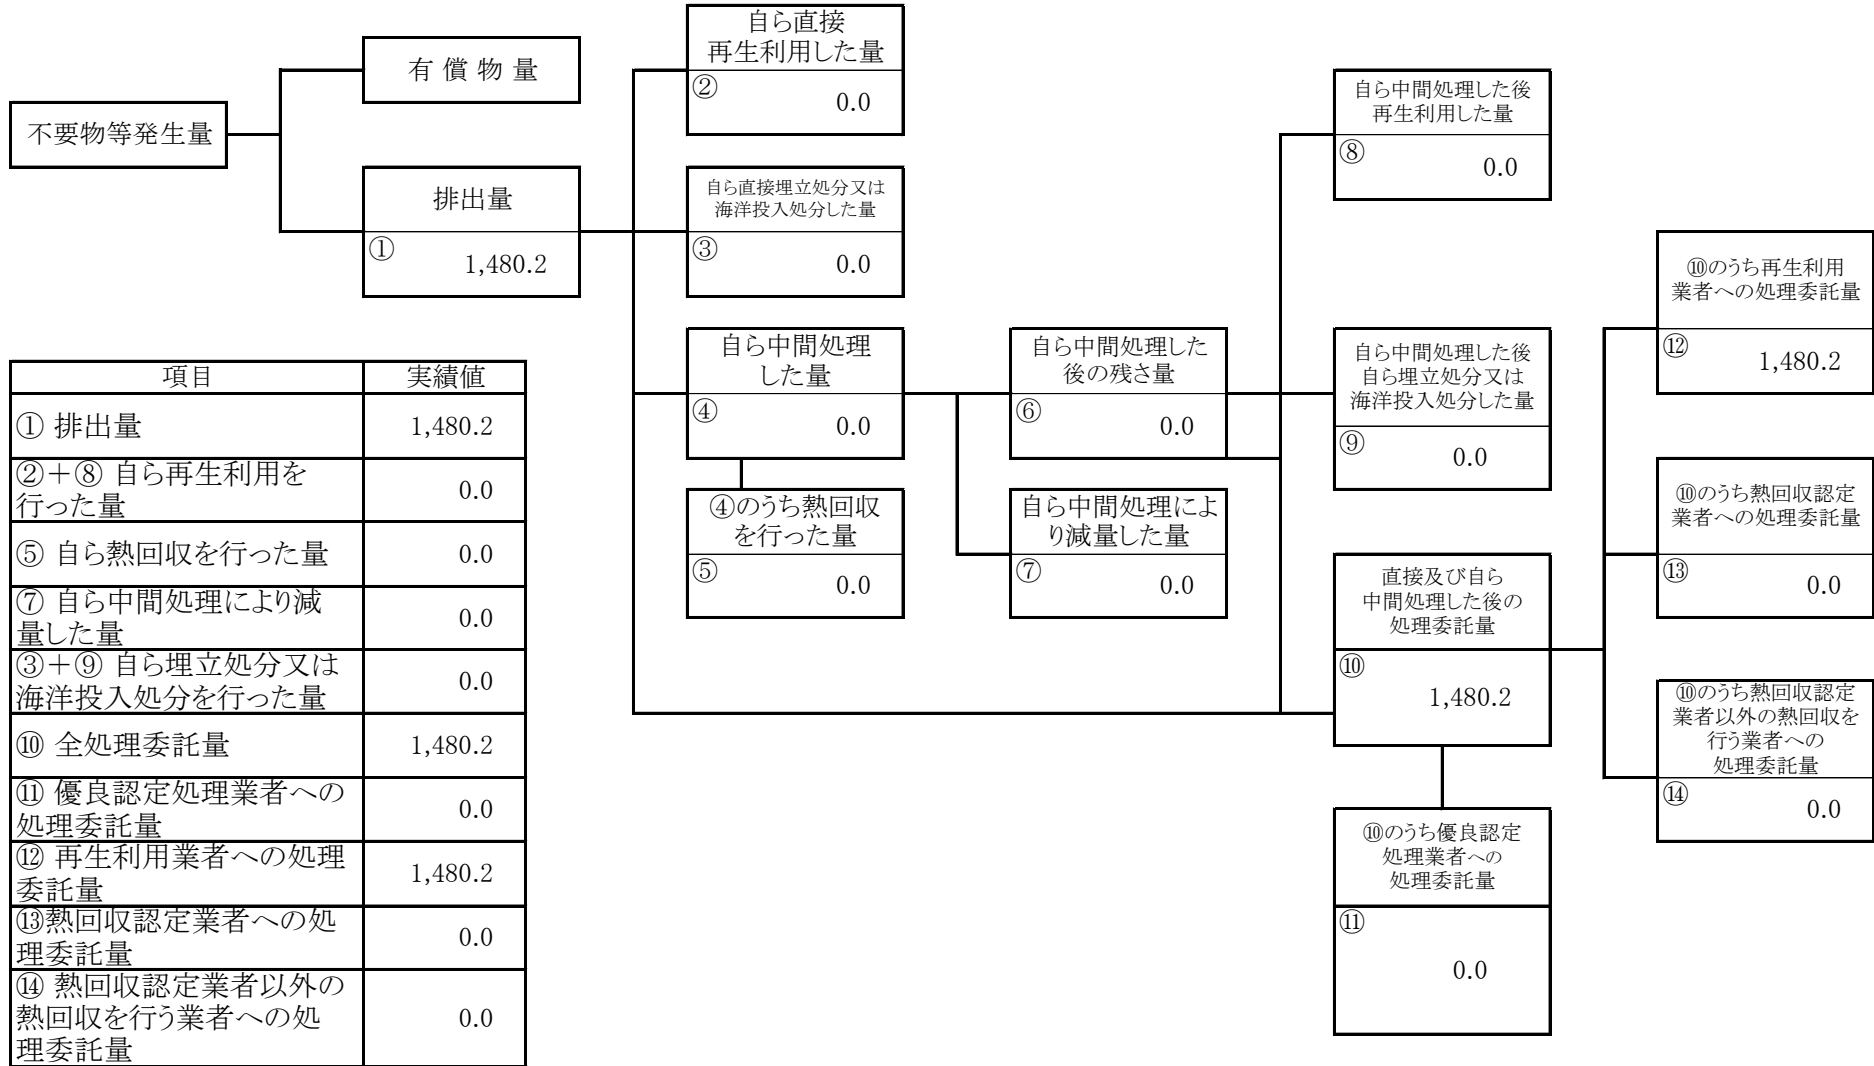 不要物等発生量
有 償 物 量
排出量
①
1,480.2
自ら直接
再生利用した量
②
0.0
自ら直接埋立処分又は
海洋投入処分した量
③
0.0
自ら中間処理
した量
④
0.0
④のうち熱回収
を行った量
⑤
0.0
自ら中間処理した
後の残さ量
⑥
0.0
自ら中間処理によ
り減量した量
⑦
0.0
自ら中間処理した後
再生利用した量
⑧
0.0
自ら中間処理した後
自ら埋立処分又は
海洋投入処分した量
⑨
0.0
直接及び自ら
中間処理した後の
処理委託量
⑩
1,480.2
⑩のうち優良認定
処理業者への
処理委託量
⑪
0.0
⑩のうち再生利用
業者への処理委託量
⑫
1,480.2
⑩のうち熱回収認定
業者への処理委託量
⑬
0.0
⑩のうち熱回収認定
業者以外の熱回収を
行う業者への
処理委託量
⑭
0.0
項目 実績値
① 排出量 1,480.2
②＋⑧ 自ら再生利用を
行った量 0.0
⑤ 自ら熱回収を行った量 0.0
⑦ 自ら中間処理により減
量した量 0.0
③＋⑨ 自ら埋立処分又は
海洋投入処分を行った量 0.0
⑩ 全処理委託量 1,480.2
⑪ 優良認定処理業者への
処理委託量 0.0
⑫ 再生利用業者への処理
委託量 1,480.2
⑬熱回収認定業者への処
理委託量 0.0
⑭ 熱回収認定業者以外の
熱回収を行う業者への処
理委託量 0.0